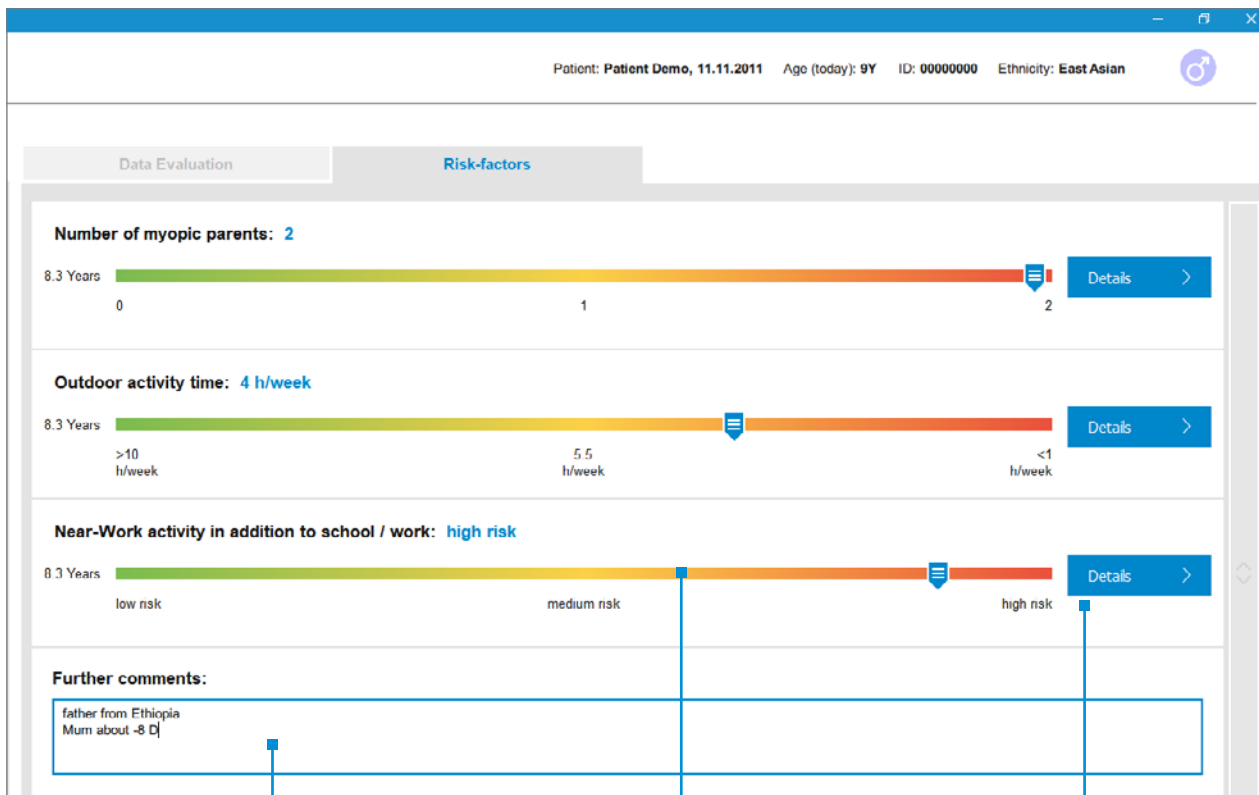 Patient: Patient Demo, 11.11.2011 Age (today): 9Y ID: 00000000 Ethnicity: East Asian
Data Evaluation Risk-factors
Number of myopic parents: 2
8.3 Years
Details
0 1 2
Outdoor activity time: 4 h/week
8.3 Years
Details
>10 5.5 <1
h/week h/week h/week
Near-Work activity in addition to school / work: high risk
8.3 Years
Details
low risk medium risk high risk
Further comments:
father from Ethiopia
Mum about -8 D